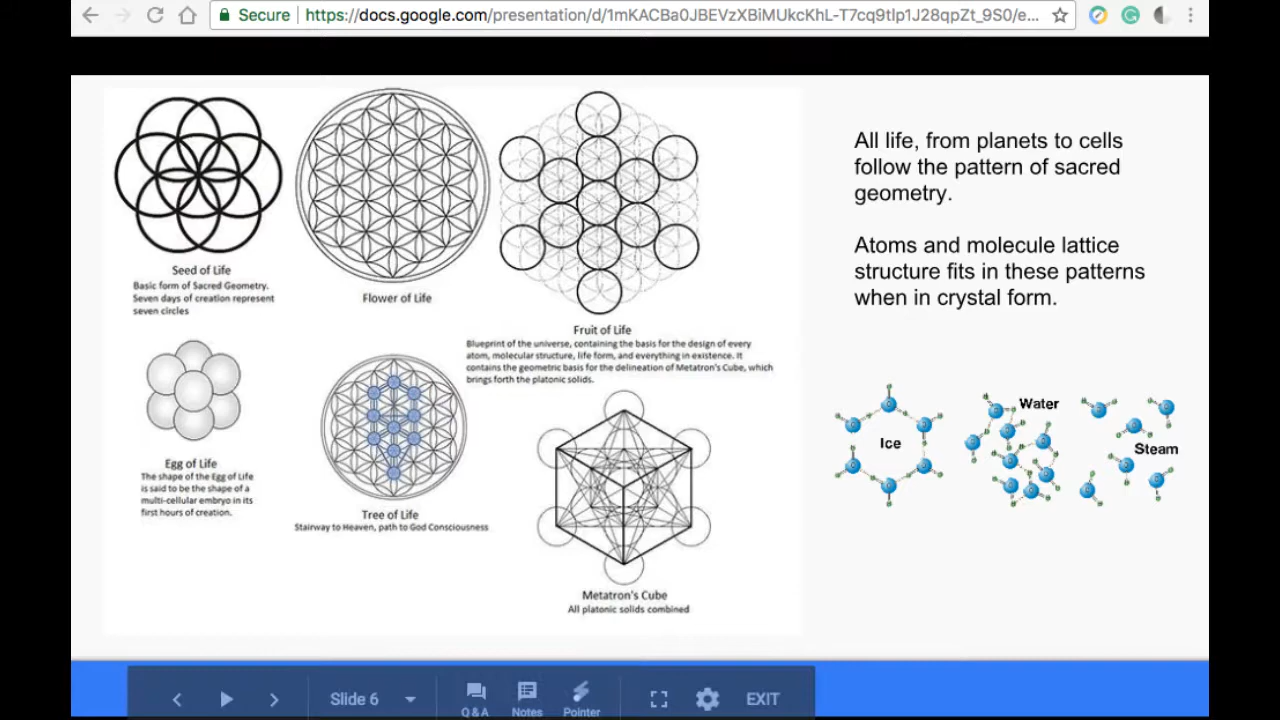 Secure
https://docs.google.com/presentation/d/1mKACBa0JBEVzXBiMUkcKhL-T7cq9tIp1J28qpZt_9S0/e...
Seed of Life
Basic form of Sacred Geometry.
Seven days of creation represent
seven circles
Flower of Life
Fruit of Life
Blueprint of the universe, containing the basis for the design of every
atom, molecular structure, life form, and everything in existence. It
contains the geometric basis for the delineation of Metatron's Cube, which
brings forth the platonic solids.
Egg of Life
The shape of the Egg of Life
is said to be the shape of a
multi-cellular embryo in its
first hours of creation.
Tree of Life
Stairway to Heaven, path to God Consciousness
Metatron's Cube
All platonic solids combined
All life, from planets to cells
follow the pattern of sacred
geometry.
Atoms and molecule lattice
structure fits in these patterns
when in crystal form.
Ice
Water
Steam
Slide 6
Q & A
Notes
Pointer
EXIT